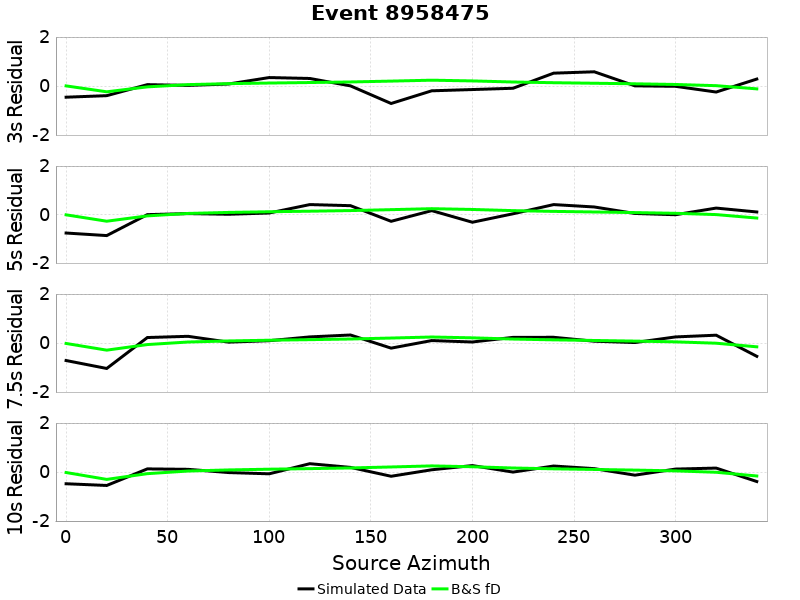 Event 8958475
3s Residual
2
0
-2
5s Residual
2
0
-2
7.5s Residual
2
0
-2
10s Residual
2
0
-2
0 50 100 150 200 250 300
Source Azimuth
Simulated Data B&S fD